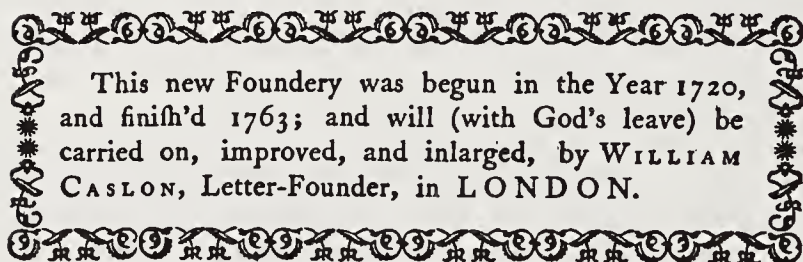 This new Foundery was begun in the Year 1720,
and finiſh'd 1763; and will (with God's leave) be
carried on, improved, and inlarged, by WILLIAM
CASLON, Letter-Founder, in LONDON.